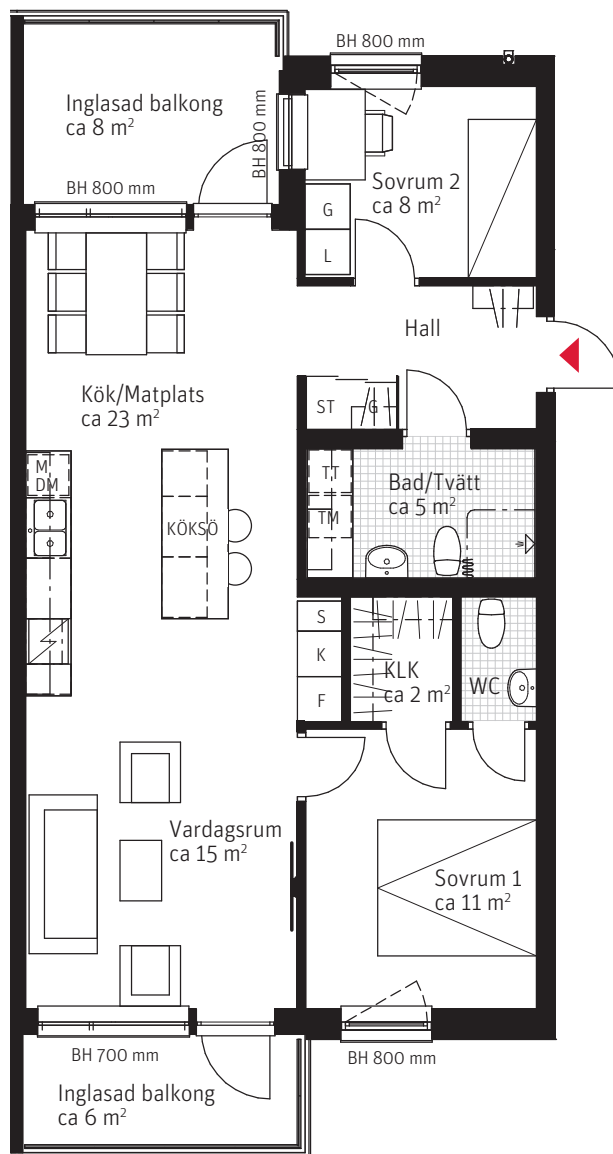 BH 800 mm
Inglasad balkong
ca 8 m²
BH 800 mm
BH 800 mm
Sovrum 2
ca 8 m²
G
L
Hall
Kök/Matplats
ca 23 m²
ST
G
M
DM
TT
Bad/Tvätt
ca 5 m²
TM
KÖKSÖ
S
K
F
KLK
ca 2 m²
WC
Vardagsrum
ca 15 m²
Sovrum 1
ca 11 m²
BH 700 mm
BH 800 mm
Inglasad balkong
ca 6 m²